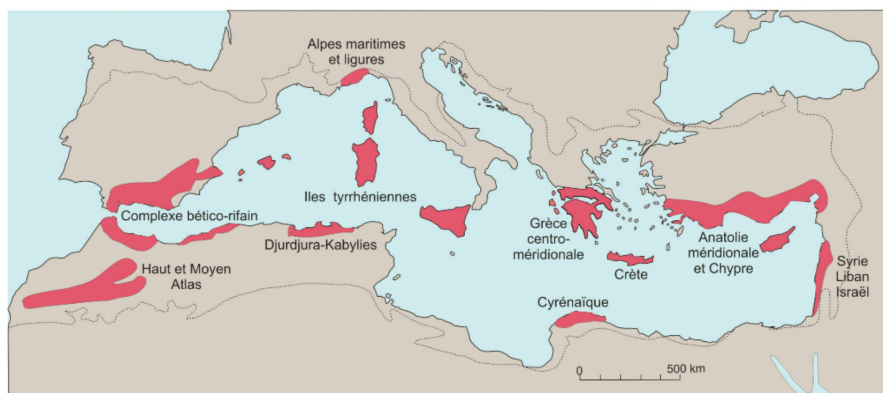 Alpes maritimes
et ligures
Iles tyrrhéniennes
Complexe bético-rifain
Djurdjura-Kabylies
Haut et Moyen
Atlas
Grèce
centro-
méridionale
Crète
Cyrénaïque
Anatolie
méridionale
et Chypre
Syrie
Liban
Israël
0 500 km